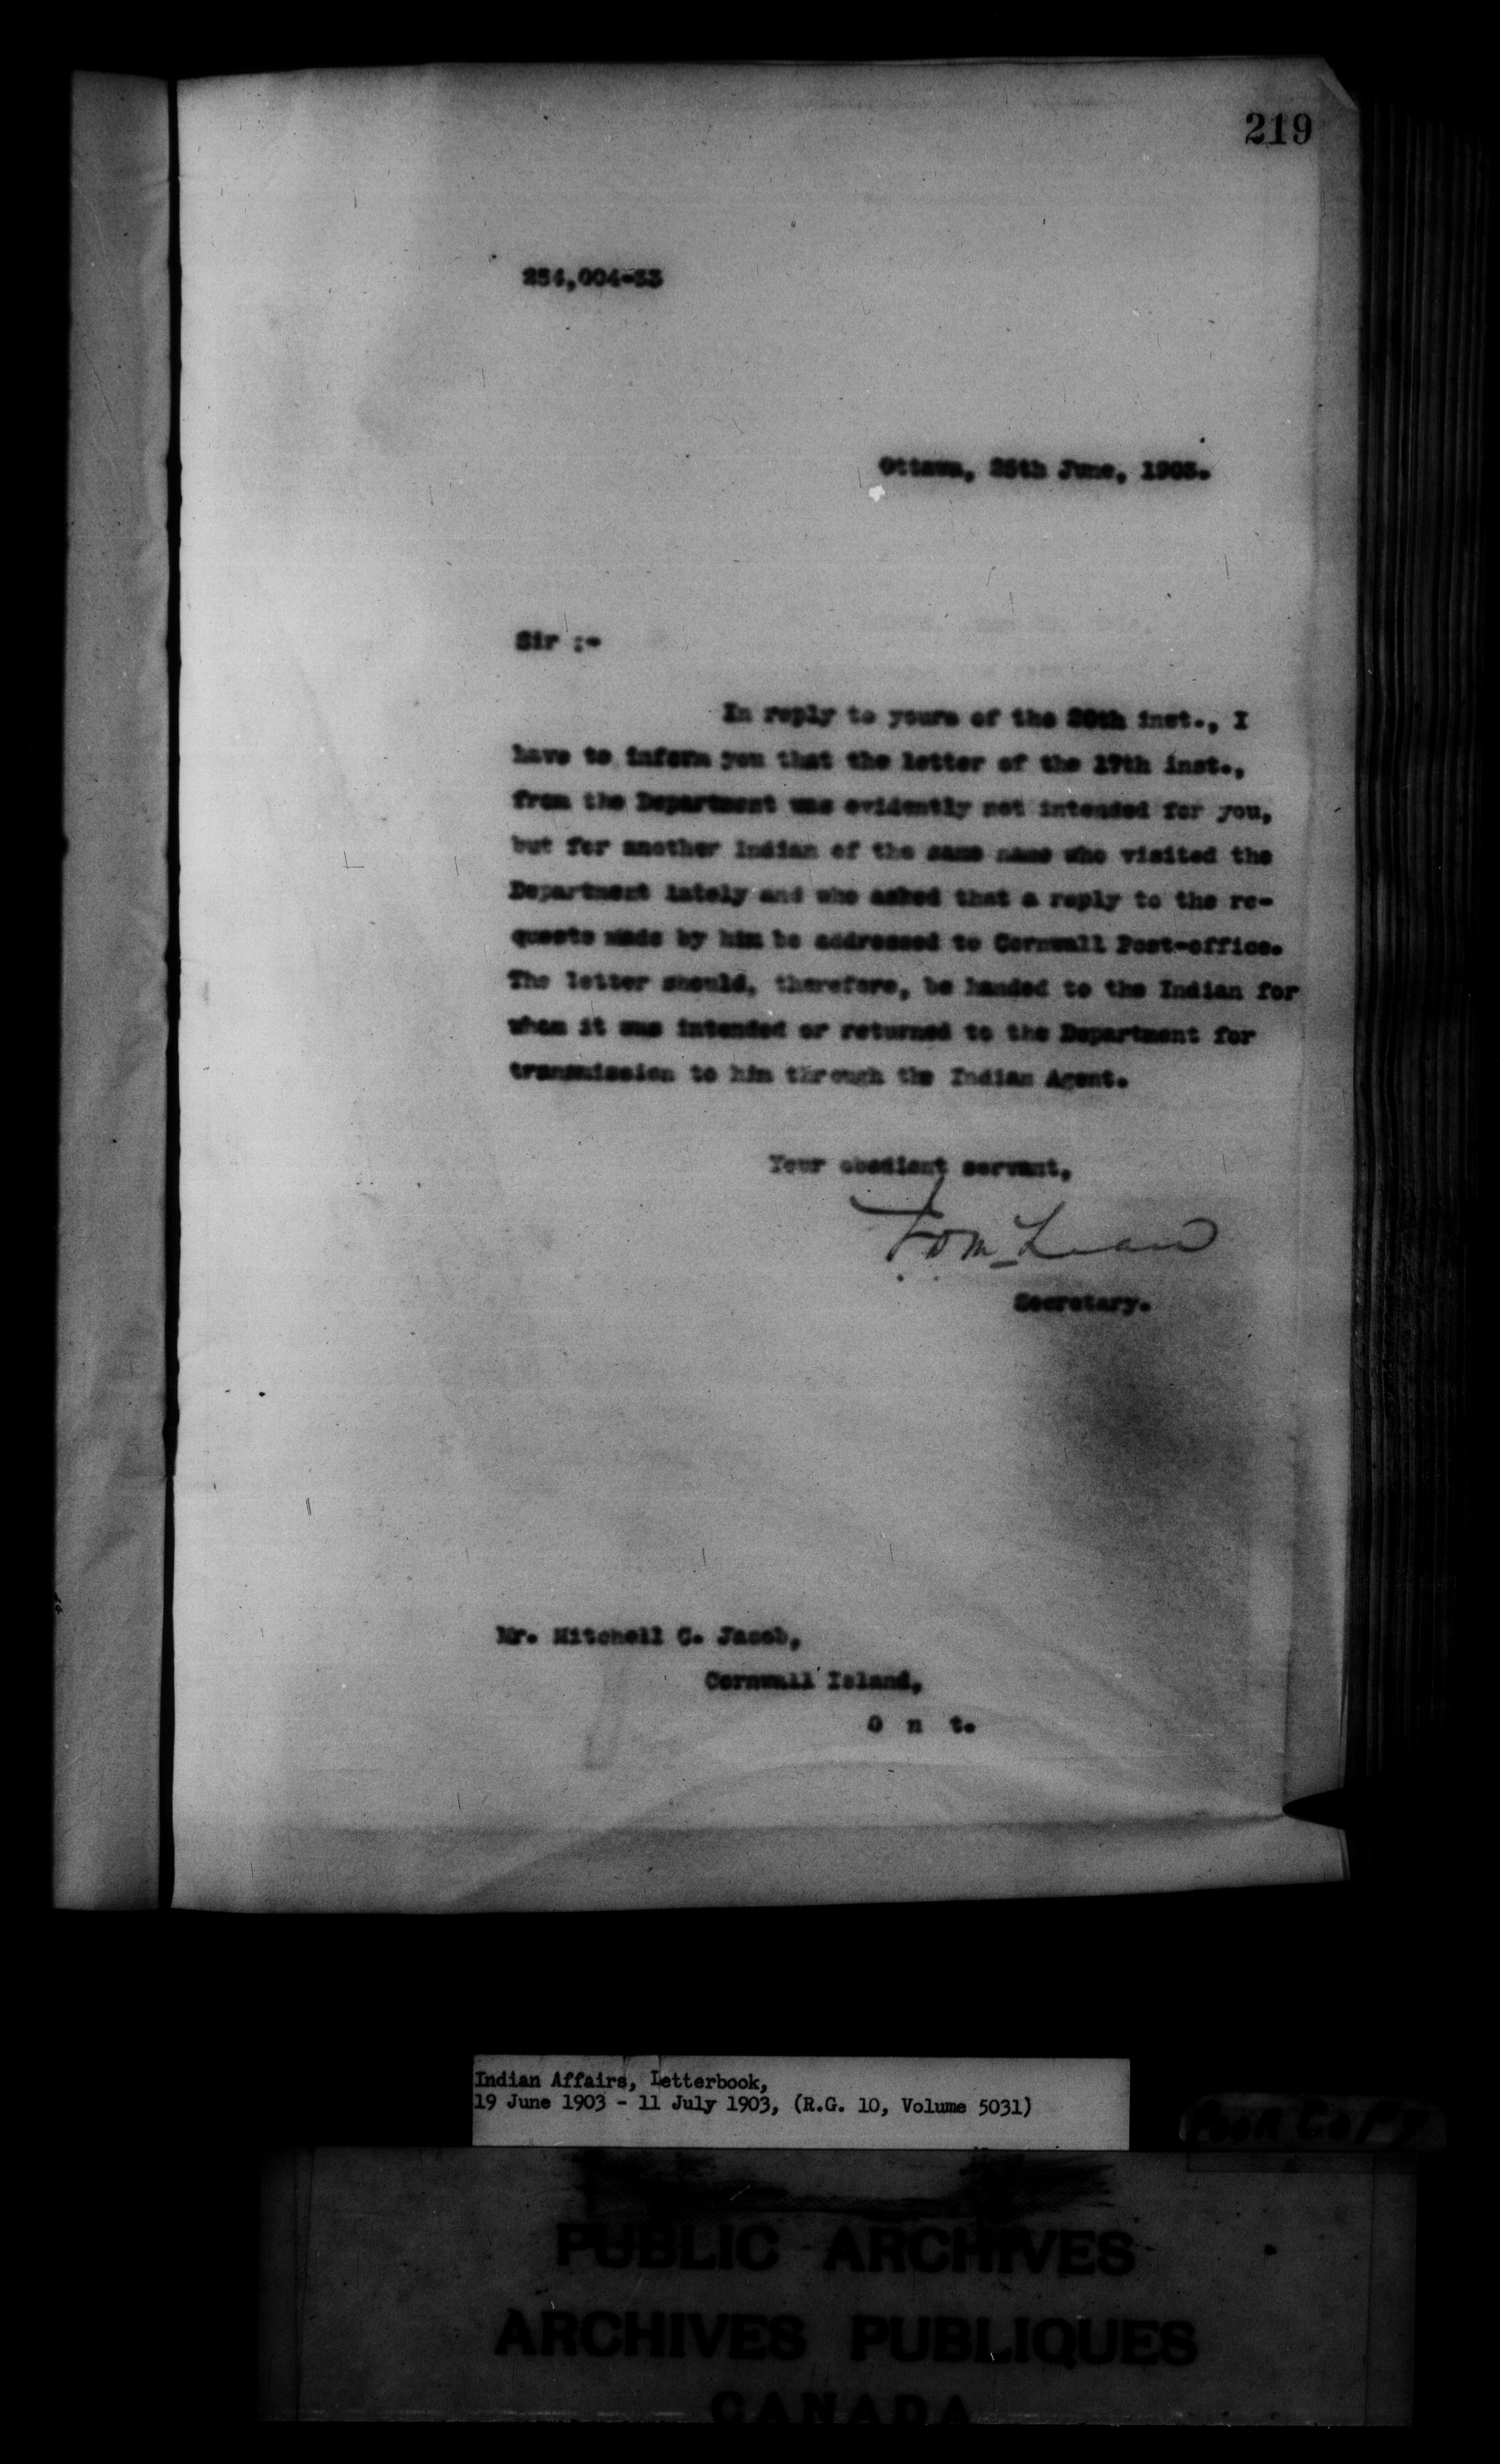 219
254,004-33
Ottawa, 25th June, 1903.
Sir :-
In reply to yours of the 20th inst., I
have to inform you that the letter of the 17th inst.,
from the Department was evidently not intended for you,
but for another Indian of the same name who visited the
Department lately and who asked that a reply to the re-
quests made by him be addressed to Cornwall Post-office.
The letter should, therefore, be handed to the Indian for
whom it was intended or returned to the Department for
transmission to him through the Indian Agent.
Your obedient servant,
Secretary.
Mr. Mitchell C. Jacob,
Cornwall Island,
O n t.
Indian Affairs, Letterbook,
19 June 1903 - 11 July 1903, (R.G. 10, Volume 5031)
POOR COPY
PUBLIC ARCHIVES
ARCHIVES PUBLIQUES
CANADA